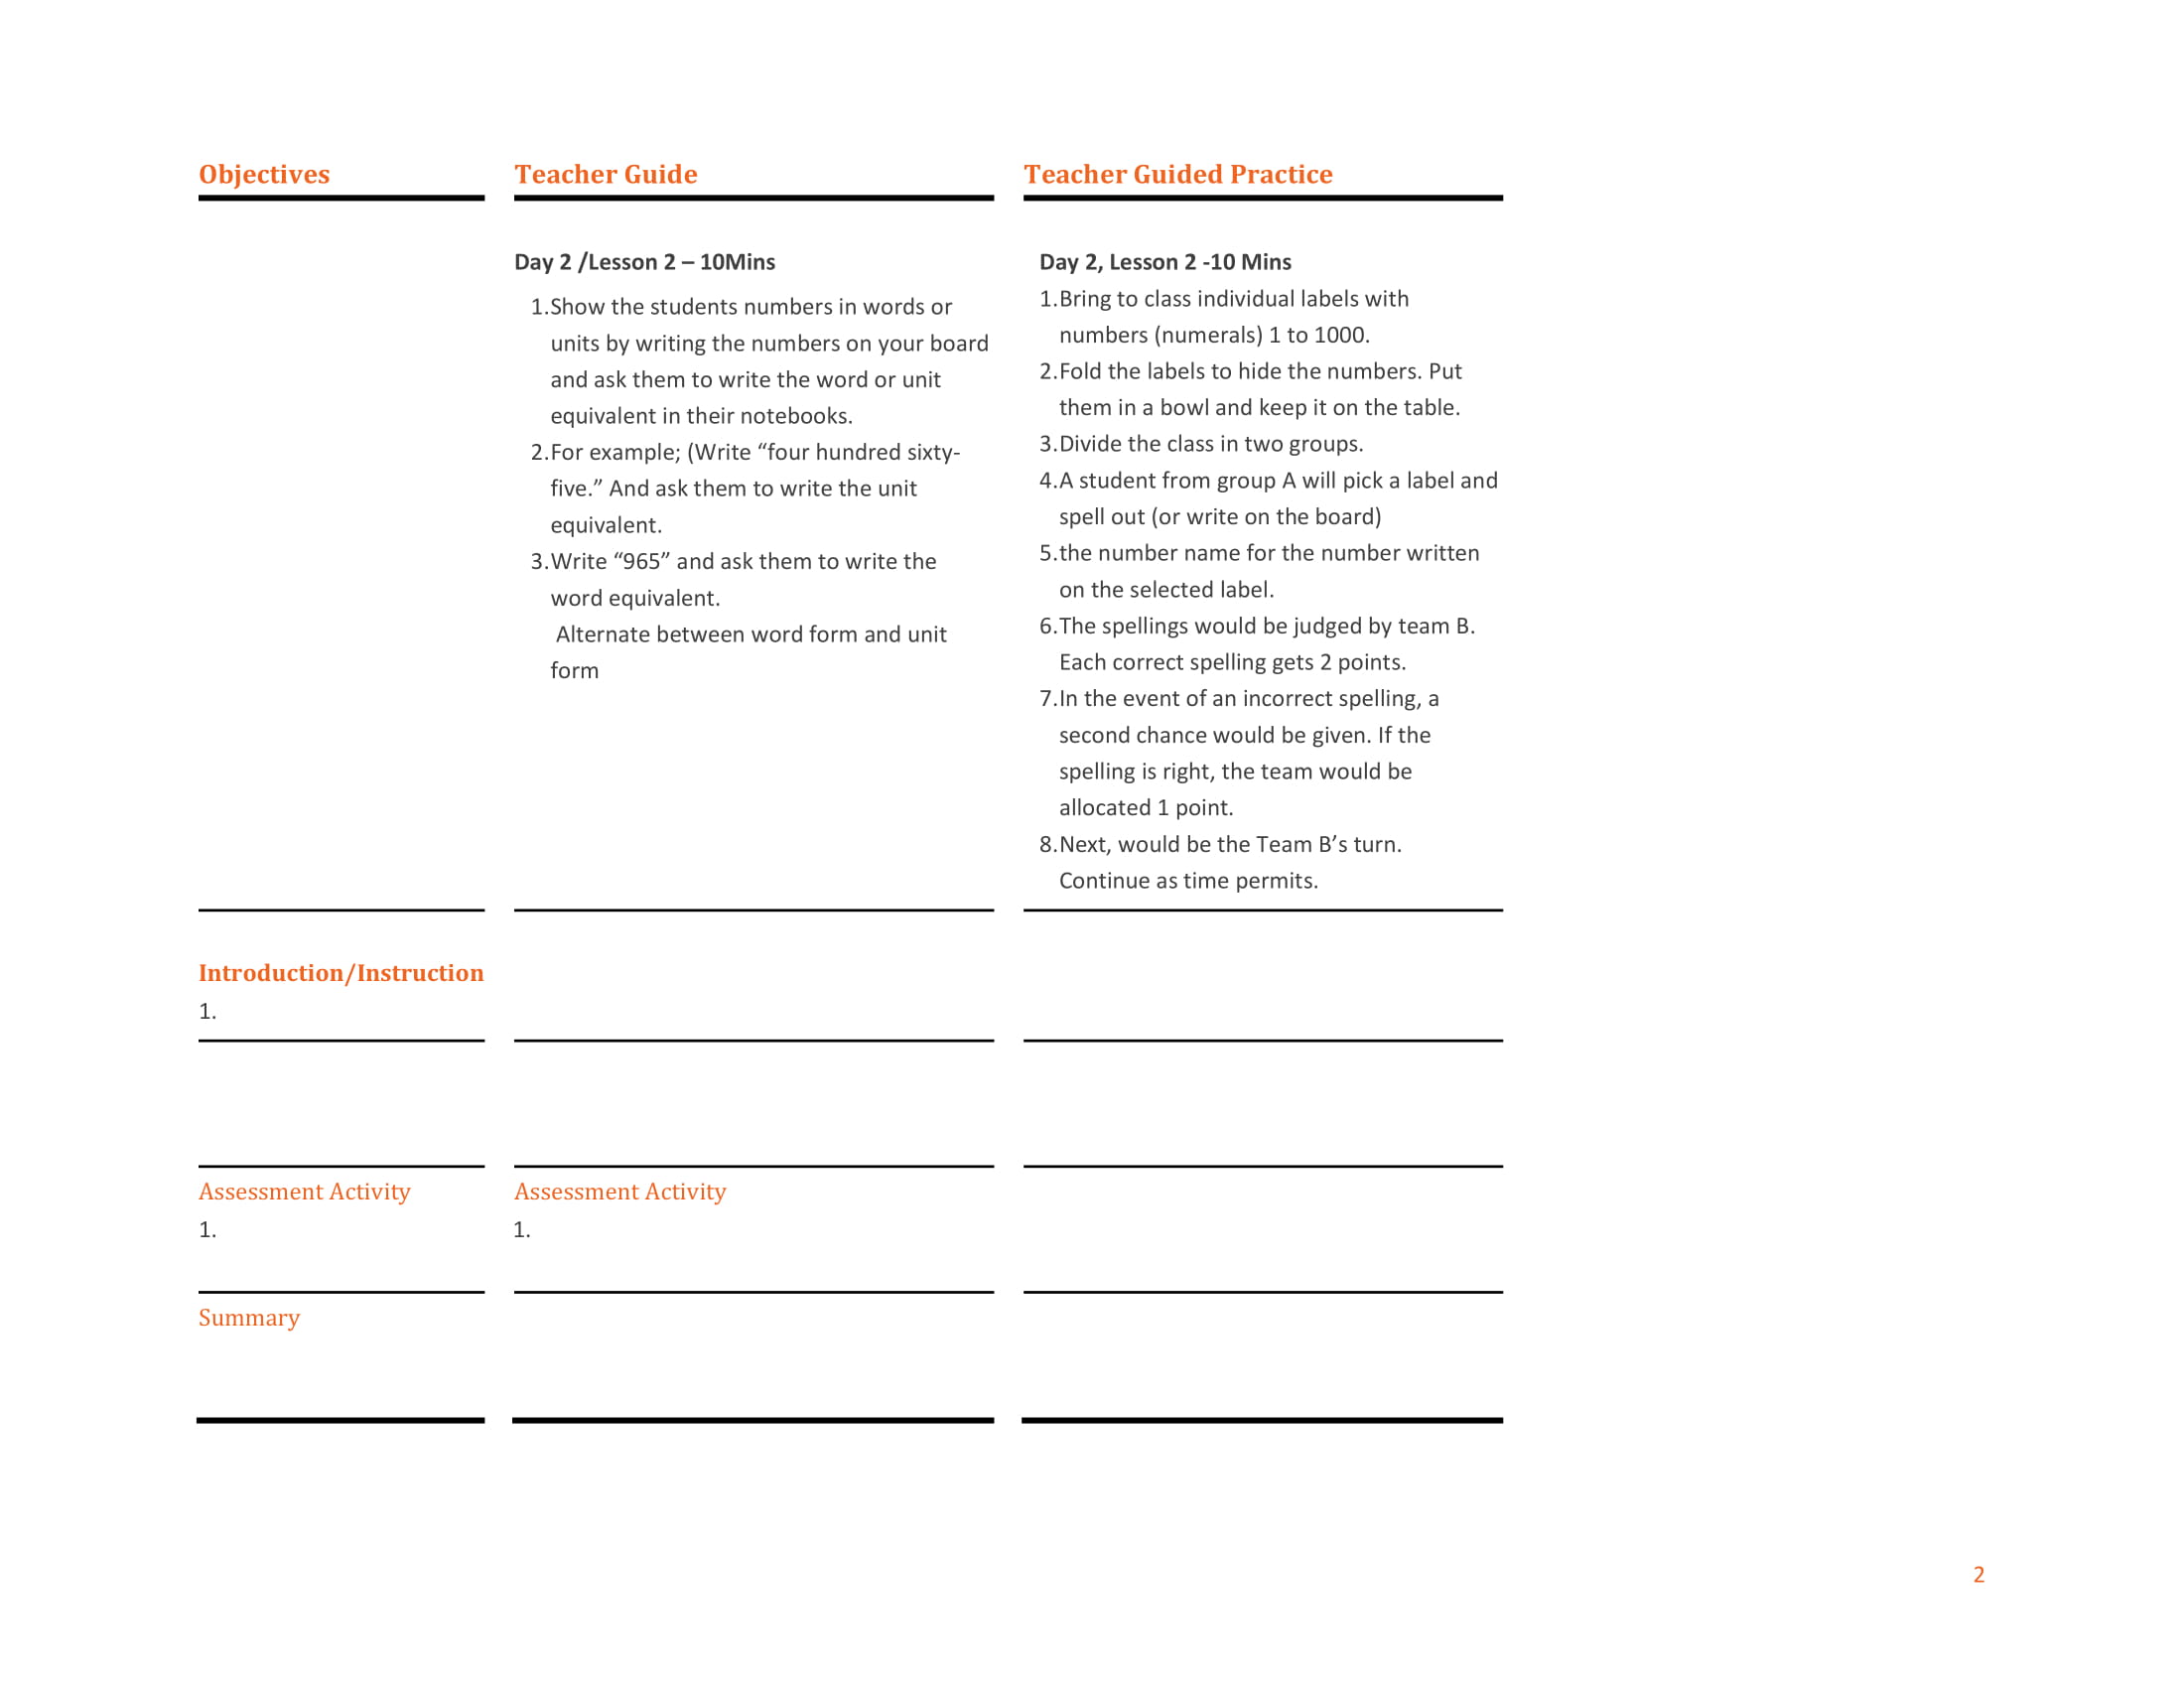 Objectives
Teacher Guide
Teacher Guided Practice
Day 2 /Lesson 2 – 10Mins
1.Show the students numbers in words or
units by writing the numbers on your board
and ask them to write the word or unit
equivalent in their notebooks.
2.For example; (Write “four hundred sixty-
five.” And ask them to write the unit
equivalent.
3.Write “965” and ask them to write the
word equivalent.
Alternate between word form and unit
form
Day 2, Lesson 2 -10 Mins
1.Bring to class individual labels with
numbers (numerals) 1 to 1000.
2.Fold the labels to hide the numbers. Put
them in a bowl and keep it on the table.
3.Divide the class in two groups.
4.A student from group A will pick a label and
spell out (or write on the board)
5.the number name for the number written
on the selected label.
6.The spellings would be judged by team B.
Each correct spelling gets 2 points.
7.In the event of an incorrect spelling, a
second chance would be given. If the
spelling is right, the team would be
allocated 1 point.
8.Next, would be the Team B’s turn.
Continue as time permits.
Introduction/Instruction
1.
Assessment Activity
1.
Assessment Activity
1.
Summary
2